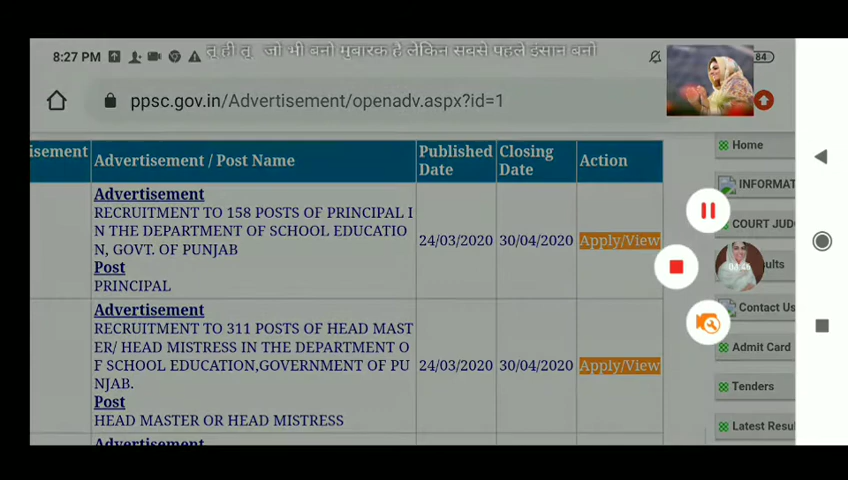 8:27 PM
तू ही तू जो भी बनो मुबारक है लेकिन सबसे पहले इंसान बनो
84
ppsc.gov.in/Advertisement/openadv.aspx?id=1
isement
Advertisement / Post Name
Published
Date
Closing
Date
Action
Advertisement
RECRUITMENT TO 158 POSTS OF PRINCIPAL I
N THE DEPARTMENT OF SCHOOL EDUCATIO
N, GOVT. OF PUNJAB
Post
PRINCIPAL
24/03/2020
30/04/2020
Apply/View
Advertisement
RECRUITMENT TO 311 POSTS OF HEAD MAST
ER/ HEAD MISTRESS IN THE DEPARTMENT O
F SCHOOL EDUCATION,GOVERNMENT OF PU
NJAB.
Post
HEAD MASTER OR HEAD MISTRESS
24/03/2020
30/04/2020
Apply/View
Advertisement
Home
INFORMAT
COURT JUD
sults
Contact Us
Admit Card
Tenders
Latest Resu